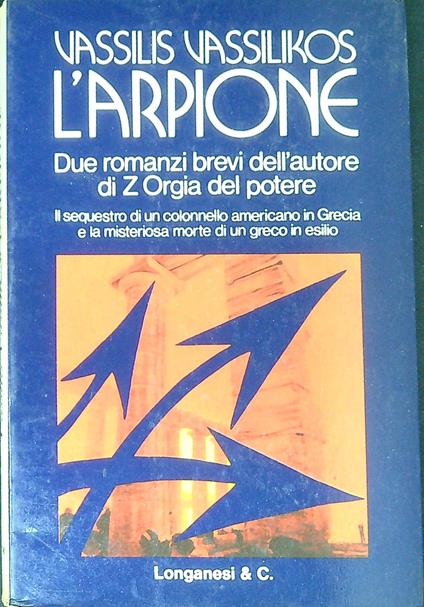 VASSILIS VASSILIKOS
L'ARPIONE
Due romanzi brevi dell'autore
di Z Orgia del potere
Il sequestro di un colonnello americano in Grecia
e la misteriosa morte di un greco in esilio
Longanesi & C.